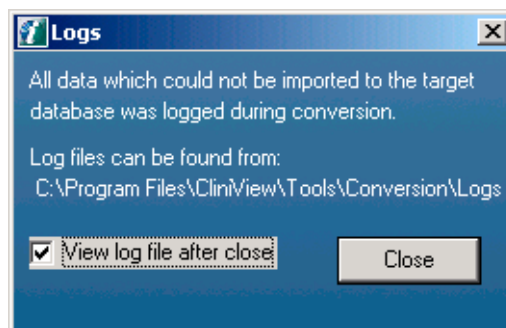 Logs
All data which could not be imported to the target
database was logged during conversion.
Log files can be found from:
C:\Program Files\CliniView\Tools\Conversion\Logs
View log file after close
Close